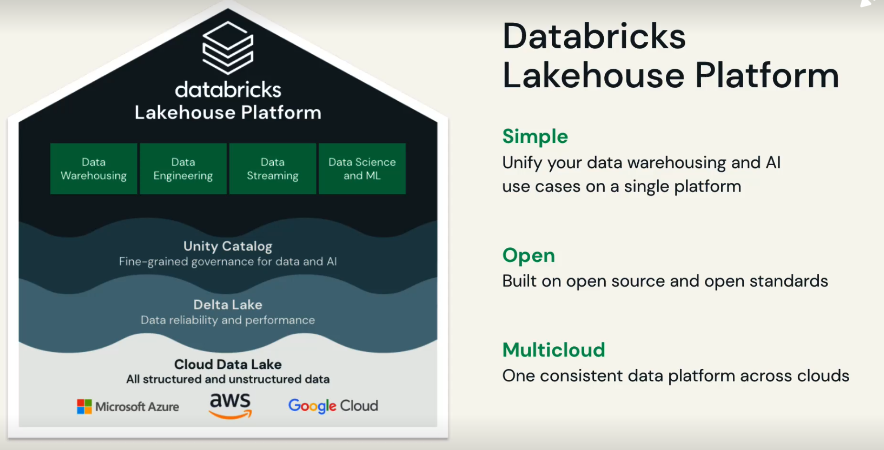 databricks
Lakehouse Platform
Data
Warehousing
Data
Engineering
Data
Streaming
Data Science
and ML
Unity Catalog
Fine-grained governance for data and AI
Delta Lake
Data reliability and performance
Cloud Data Lake
All structured and unstructured data
Microsoft Azure
aws
Google Cloud
Databricks
Lakehouse Platform
Simple
Unify your data warehousing and AI
use cases on a single platform
Open
Built on open source and open standards
Multicloud
One consistent data platform across clouds